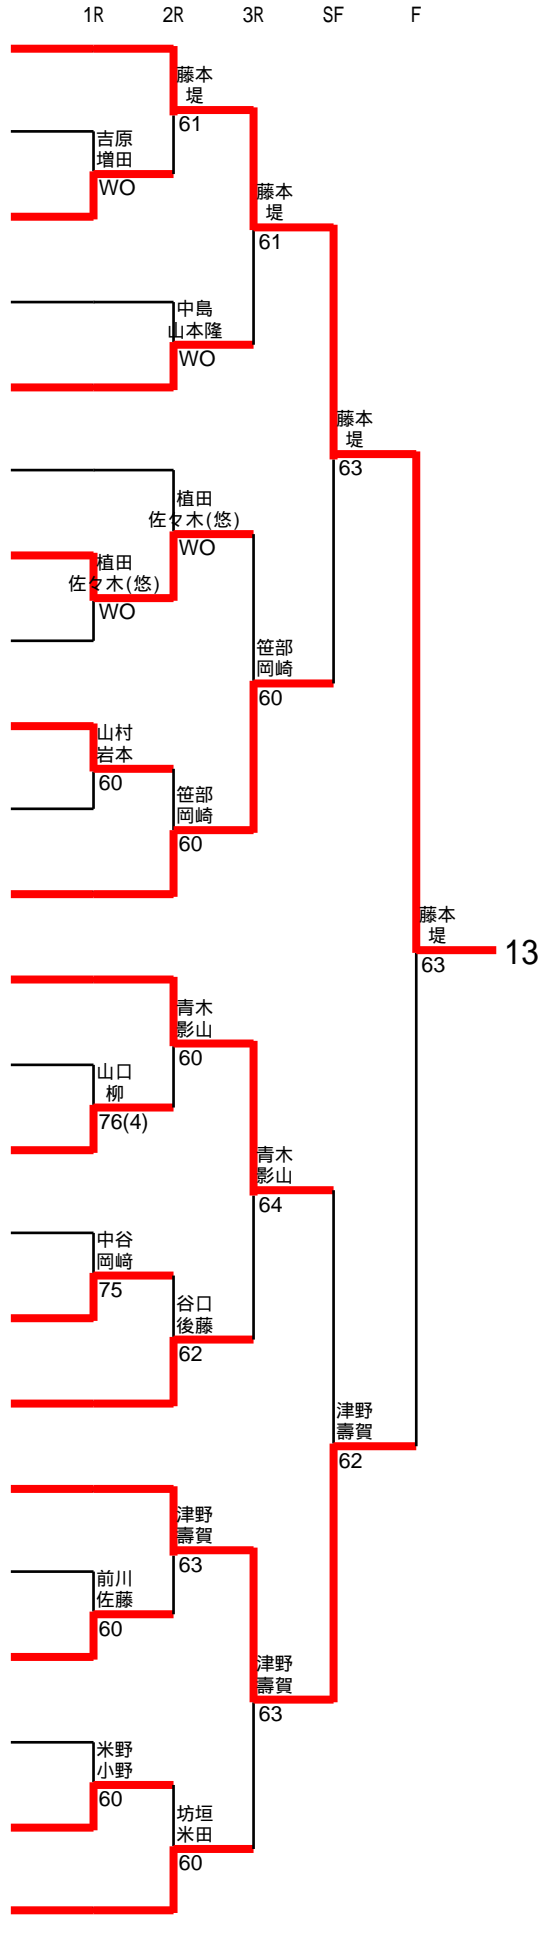 1R 2R 3R SF F
藤本
堤
61
吉原
増田
WO
藤本
堤
61
中島
山本隆
WO
藤本
堤
63
植田
佐々木(悠)
WO
植田
佐々木(悠)
WO
笹部
岡崎
60
山村
岩本
60
笹部
岡崎
60
藤本
堤
63
13
青木
影山
60
山口
柳
76(4)
青木
影山
64
中谷
岡﨑
75
谷口
後藤
62
津野
壽賀
62
津野
壽賀
63
前川
佐藤
60
津野
壽賀
63
米野
小野
60
坊垣
米田
60